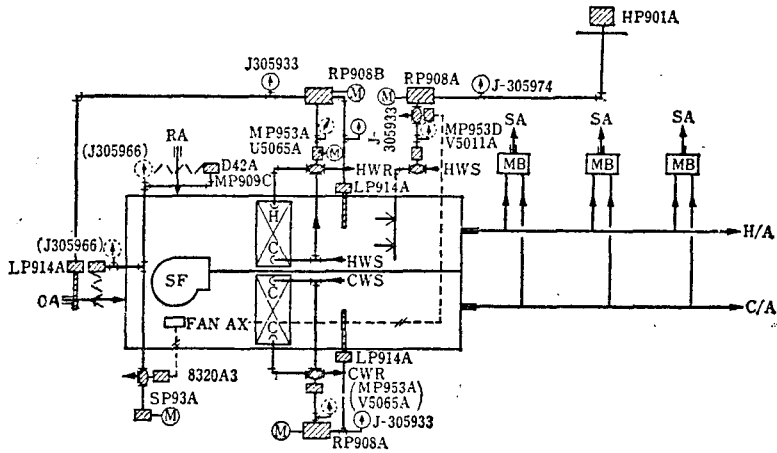 HP901A
J305933
RP908B
M
RP908A
M
J-305974
RA
(J305966)
D42A
MP909C
MP953A
U5065A
M
J-
305933
MP953D
V5011A
SA
SA
SA
MB
MB
MB
HWR
HWS
LP914A
H
C
HWS
H/A
(J305966)
LP914A
OA
SF
C
C
CWS
C/A
FAN AX
8320A3
SP93A
M
LP914A
CWR
(MP953A
V5065A)
J-305933
M
RP908A